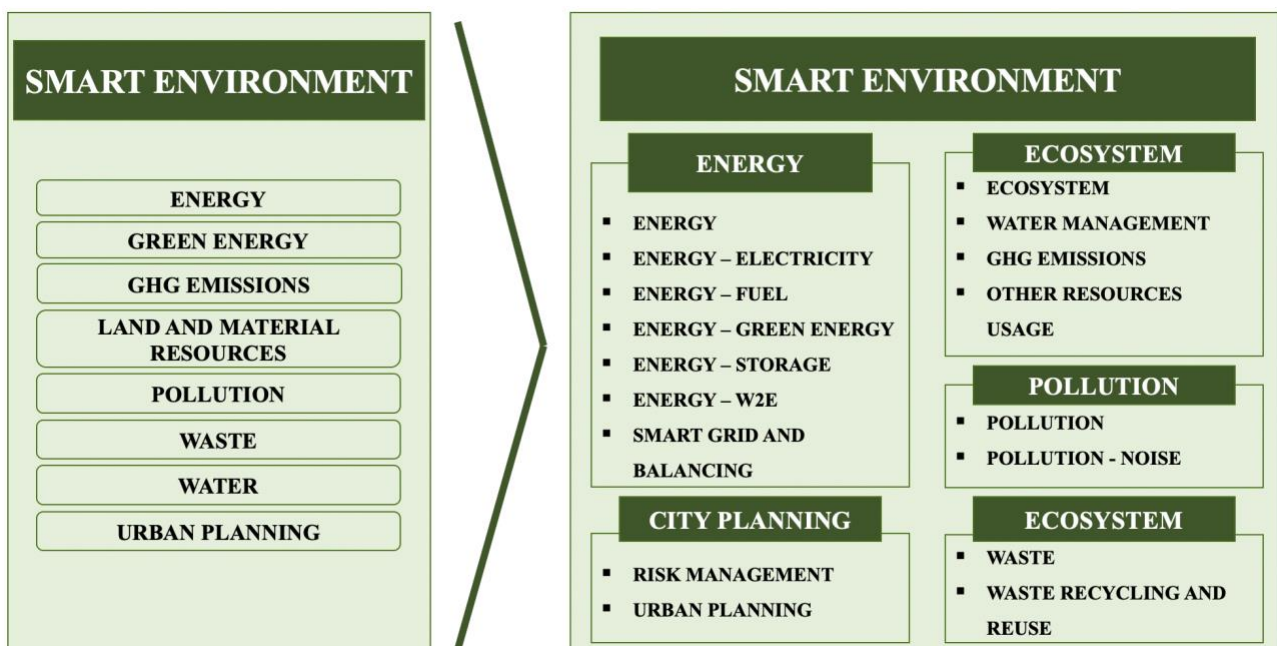 SMART ENVIRONMENT
ENERGY
GREEN ENERGY
GHG EMISSIONS
LAND AND MATERIAL
RESOURCES
POLLUTION
WASTE
WATER
URBAN PLANNING
SMART ENVIRONMENT
ENERGY
▪ ENERGY
▪ ENERGY – ELECTRICITY
▪ ENERGY – FUEL
▪ ENERGY – GREEN ENERGY
▪ ENERGY – STORAGE
▪ ENERGY – W2E
▪ SMART GRID AND
BALANCING
CITY PLANNING
▪ RISK MANAGEMENT
▪ URBAN PLANNING
ECOSYSTEM
▪ ECOSYSTEM
▪ WATER MANAGEMENT
▪ GHG EMISSIONS
▪ OTHER RESOURCES
USAGE
POLLUTION
▪ POLLUTION
▪ POLLUTION - NOISE
ECOSYSTEM
▪ WASTE
▪ WASTE RECYCLING AND
REUSE